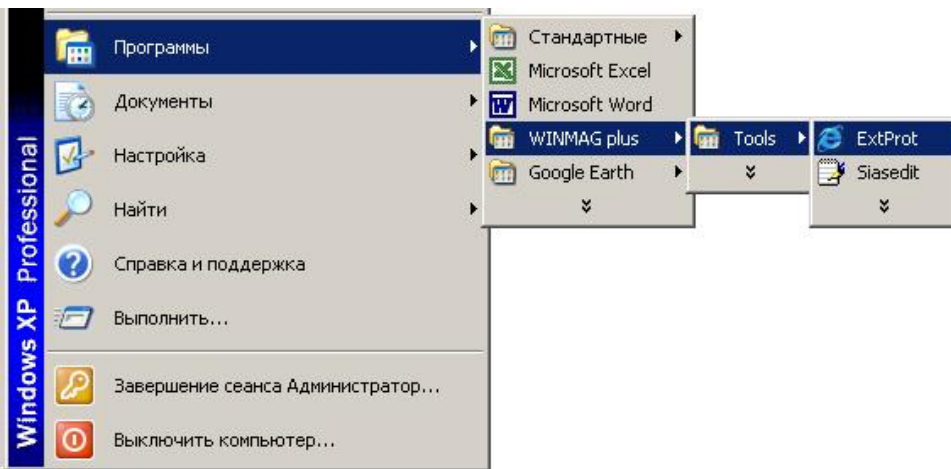 Программы
Документы
Настройка
Найти
Справка и поддержка
Выполнить...
Завершение сеанса Администратор...
Выключить компьютер...
Windows XP Professional
Стандартные
Microsoft Excel
Microsoft Word
WINMAG plus
Google Earth
Tools
ExtProt
Siasedit